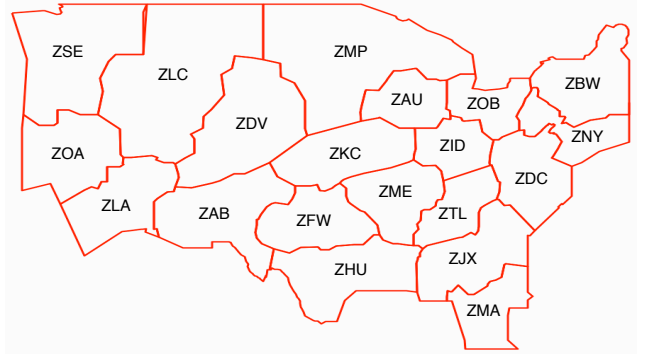 ZSE
ZMP
ZLC
ZBW
ZAU
ZOB
ZDV
ZNY
ZOA
ZKC
ZID
ZDC
ZME
ZLA
ZAB
ZFW
ZTL
ZJX
ZHU
ZMA